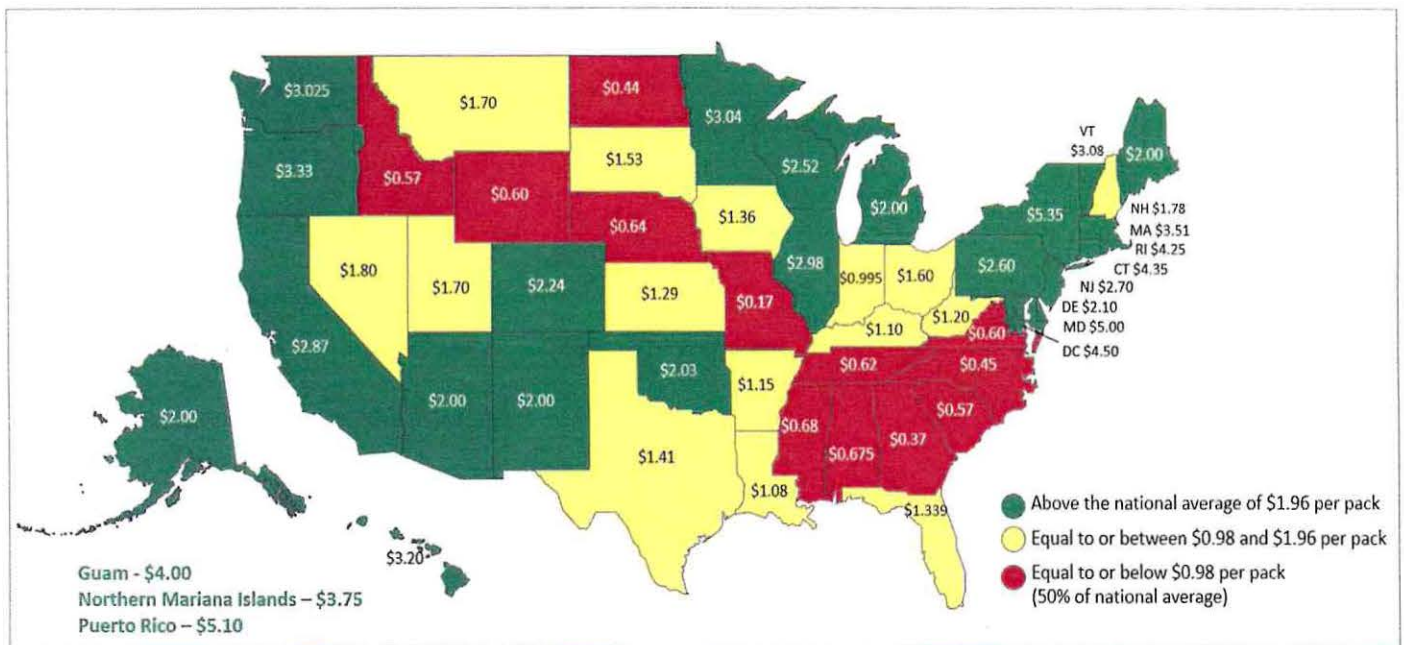 $3.025
$1.70
$0.44
$3.04
VT
$3.08
$2.00
$3.33
$0.57
$0.60
$1.53
$2.52
$2.00
$5.35
NH $1.78
MA $3.51
RI $4.25
CT $4.35
NJ $2.70
DE $2.10
MD $5.00
DC $4.50
$0.64
$1.36
$2.98
$0.995
$1.60
$2.60
$1.80
$1.70
$2.24
$1.29
$0.17
$1.10
$1.20
$0.60
$2.87
$2.00
$2.00
$2.03
$1.15
$0.62
$0.45
$0.57
$2.00
$1.41
$1.08
$0.68
$0.675
$0.37
$1.339
$3.20
Above the national average of $1.96 per pack
Equal to or between $0.98 and $1.96 per pack
Equal to or below $0.98 per pack
(50% of national average)
Guam - $4.00
Northern Mariana Islands – $3.75
Puerto Rico – $5.10